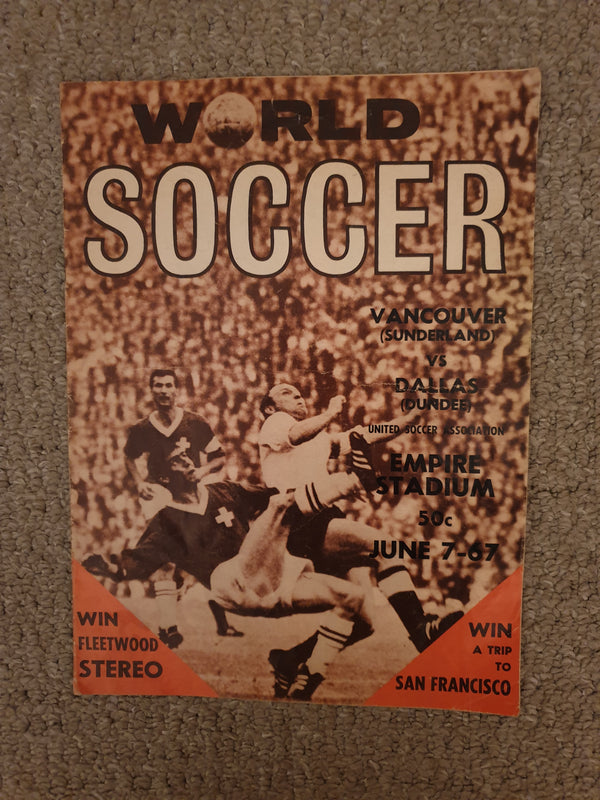 WORLD
SOCCER
VANCOUVER
(SUNDERLAND)
VS
DALLAS
(DUNDEE)
UNITED SOCCER ASSOCIATION
EMPIRE
STADIUM
50c
JUNE 7-67
WIN
FLEETWOOD
STEREO
WIN
A TRIP
TO
SAN FRANCISCO